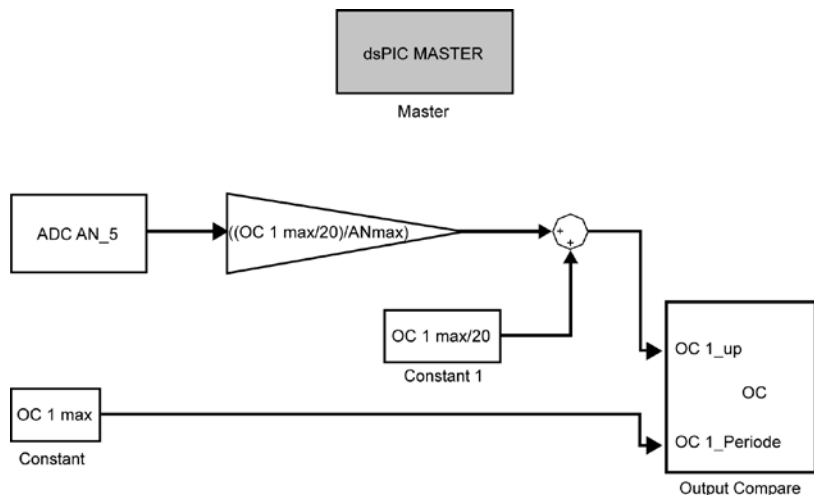 dsPIC MASTER
Master
ADC AN_5
((OC 1 max/20)/ANmax)
+
+
OC 1 max/20
Constant 1
OC 1 max
Constant
OC 1_up
OC
OC 1_Periode
Output Compare